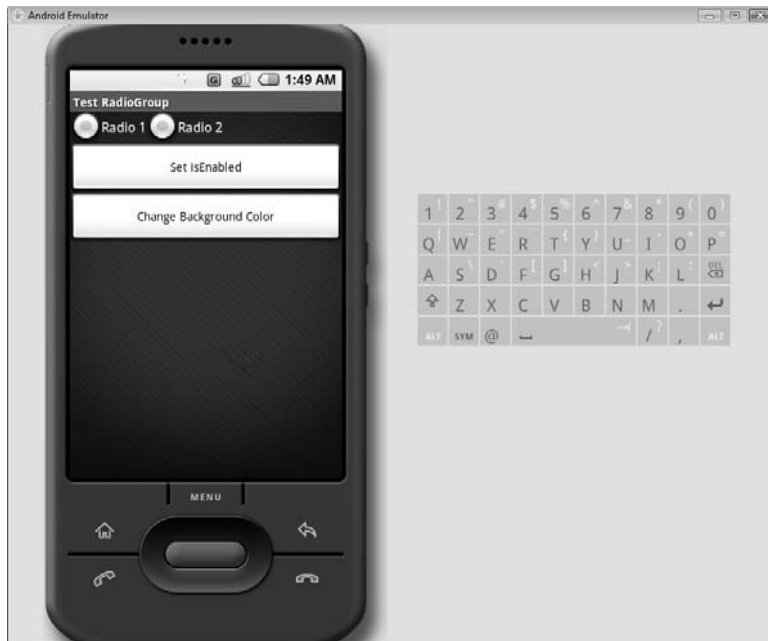 Android Emulator
1:49 AM
Test RadioGroup
Radio 1 Radio 2
Set isEnabled
Change Background Color
MENU
1 ! 2 3 # 4 $ 5 % 6 ^ 7 & 8 * 9 ( 0 )
Q W E R T { Y } U - I O + P =
A S \ D F [ G ] H < J > K ; L : DEL
Z X C V B N M .
ALT SYM @ / ? , ALT